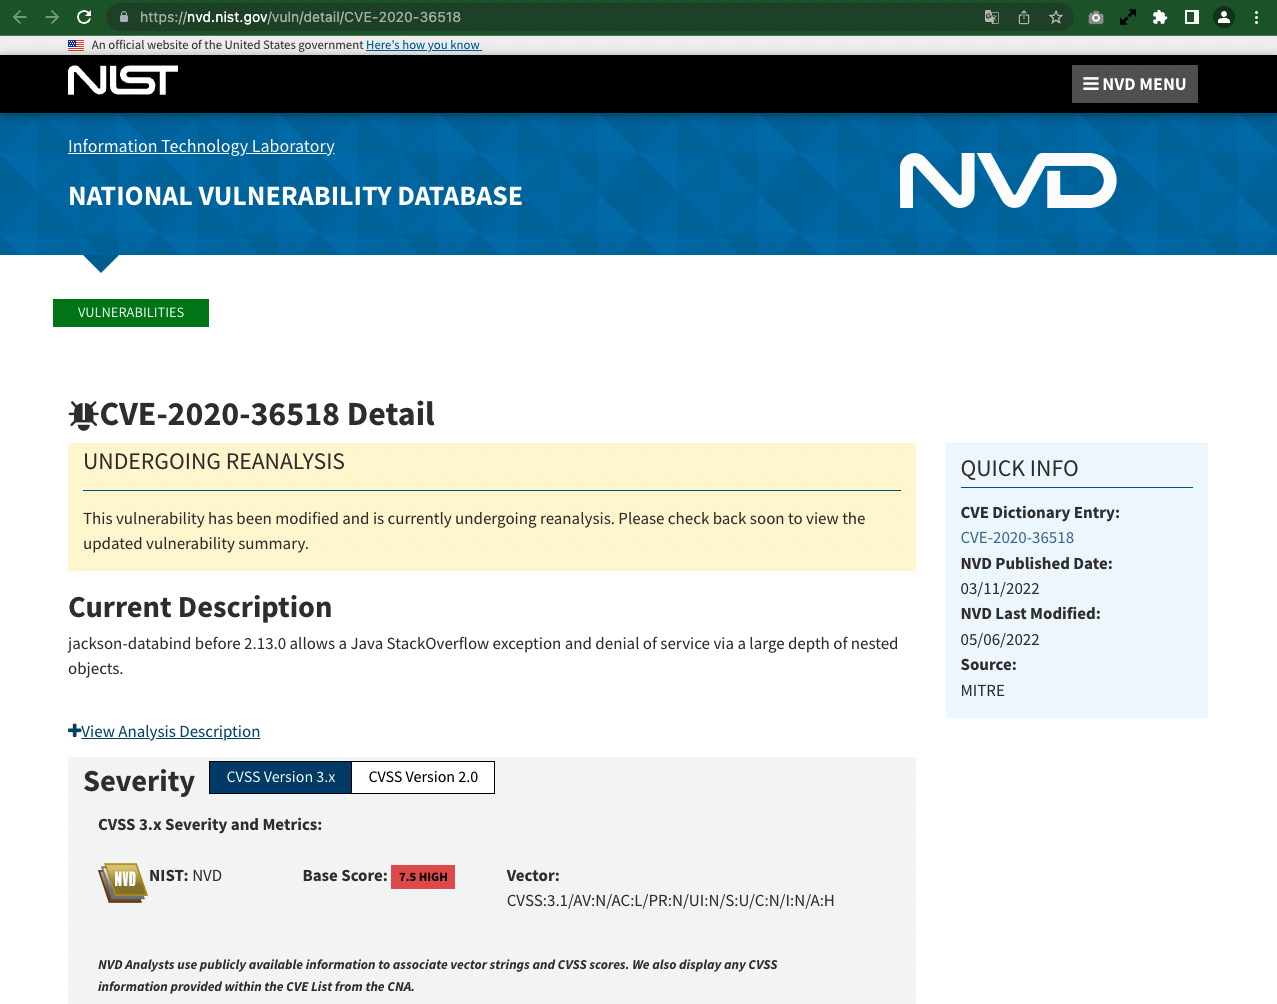 https://nvd.nist.gov/vuln/detail/CVE-2020-36518
An official website of the United States government Here's how you know
NIST
NVD MENU
Information Technology Laboratory
NATIONAL VULNERABILITY DATABASE
NVD
VULNERABILITIES
CVE-2020-36518 Detail
UNDERGOING REANALYSIS
This vulnerability has been modified and is currently undergoing reanalysis. Please check back soon to view the
updated vulnerability summary.
Current Description
jackson-databind before 2.13.0 allows a Java StackOverflow exception and denial of service via a large depth of nested
objects.
View Analysis Description
Severity
CVSS Version 3.x
CVSS Version 2.0
CVSS 3.x Severity and Metrics:
NVD
NIST: NVD
Base Score: 7.5 HIGH
Vector:
CVSS:3.1/AV:N/AC:L/PR:N/UI:N/S:U/C:N/I:N/A:H
NVD Analysts use publicly available information to associate vector strings and CVSS scores. We also display any CVSS
information provided within the CVE List from the CNA.
QUICK INFO
CVE Dictionary Entry:
CVE-2020-36518
NVD Published Date:
03/11/2022
NVD Last Modified:
05/06/2022
Source:
MITRE